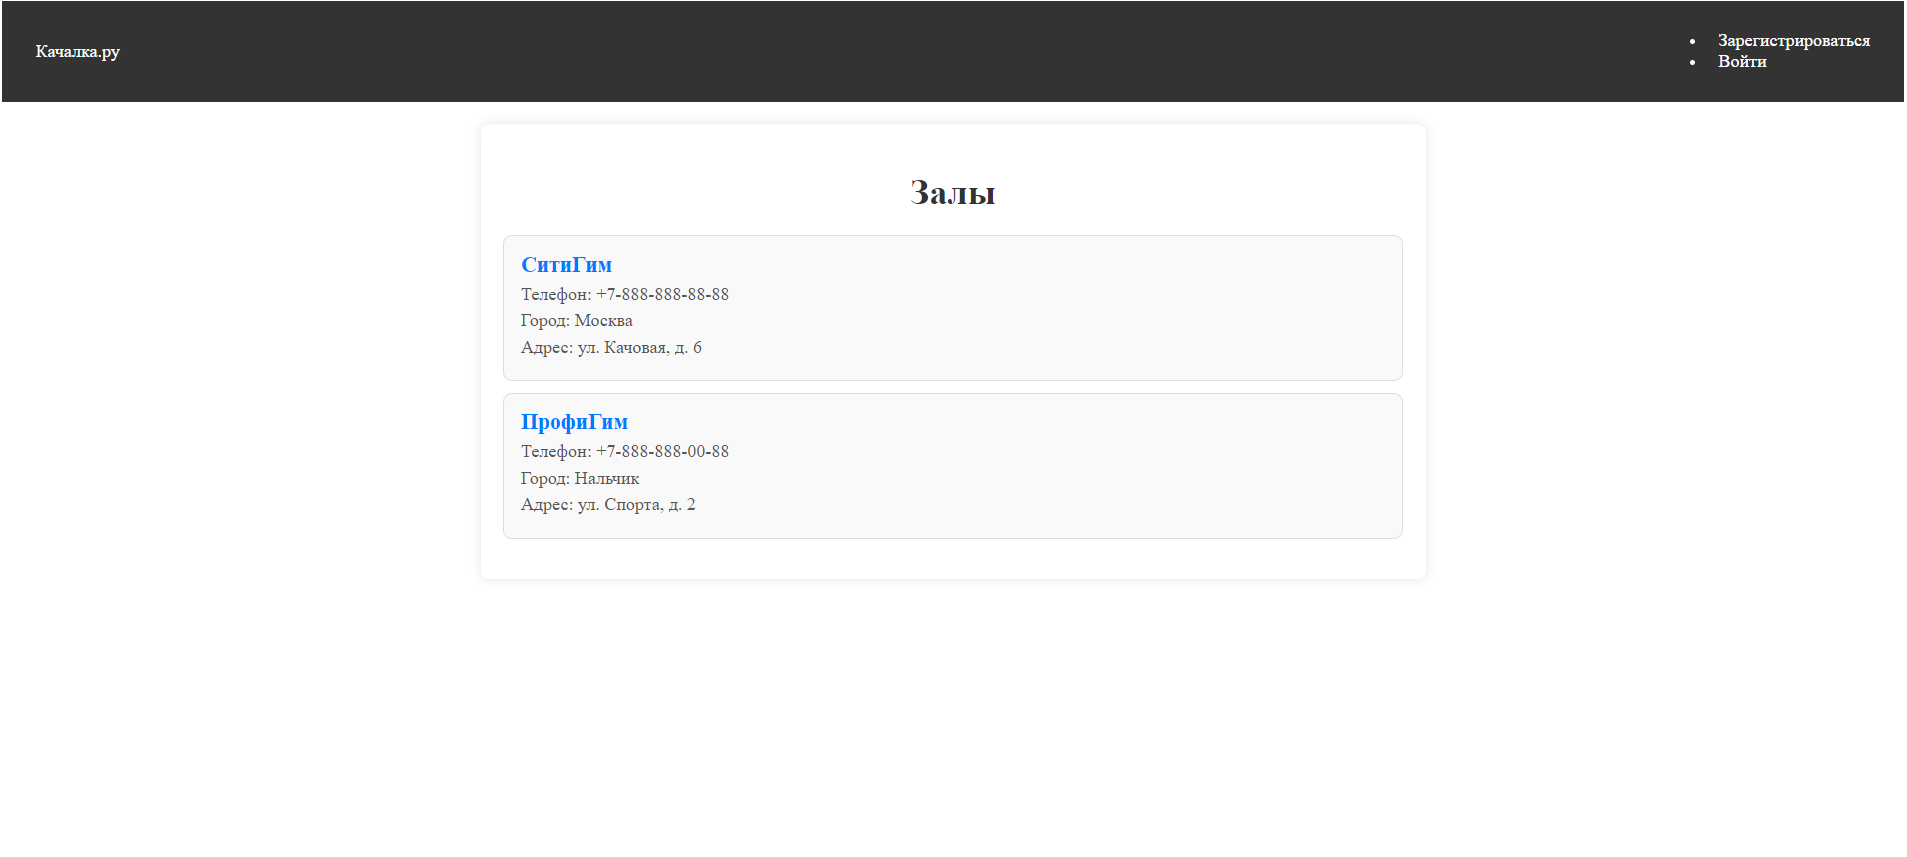 Качалка.ру
Зарегистрироваться
Войти
Залы
СитиГим
Телефон: +7-888-888-88-88
Город: Москва
Адрес: ул. Качовая, д. 6
ПрофиГим
Телефон: +7-888-888-00-88
Город: Нальчик
Адрес: ул. Спорта, д. 2